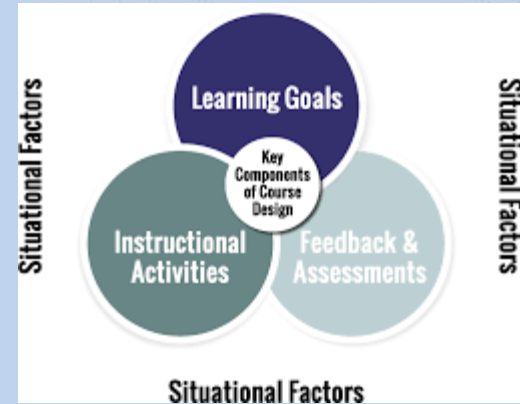 Learning Goals
Situational Factors
Situational Factors
Key
Components
of Course
Design
Instructional
Activities
Feedback &
Assessments
Situational Factors